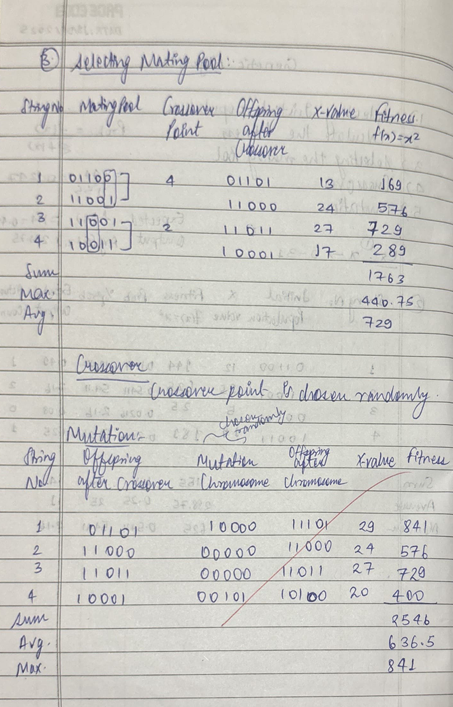 ③ Selecting Mating Pool:
String No Mating Pool Crossover Point Offspring after Crossover X-value Fitness f(x)=x²
1 01100 4 01101 13 169
2 11001 11000 24 576
3 11001 2 11011 27 729
4 10011 10001 17 289
Sum 1763
Max. 440.75
Avg. 729
Crossover
Crossover point is chosen randomly.
chosen randomly
Mutation:-
String No. Offspring after Crossover Mutation Chromosome Offspring after Chromosome X-value Fitness
1 01101 10000 11101 29 841
2 11000 00000 11000 24 576
3 11011 00000 11011 27 729
4 10001 00101 10100 20 400
Sum 2546
Avg. 636.5
Max. 841